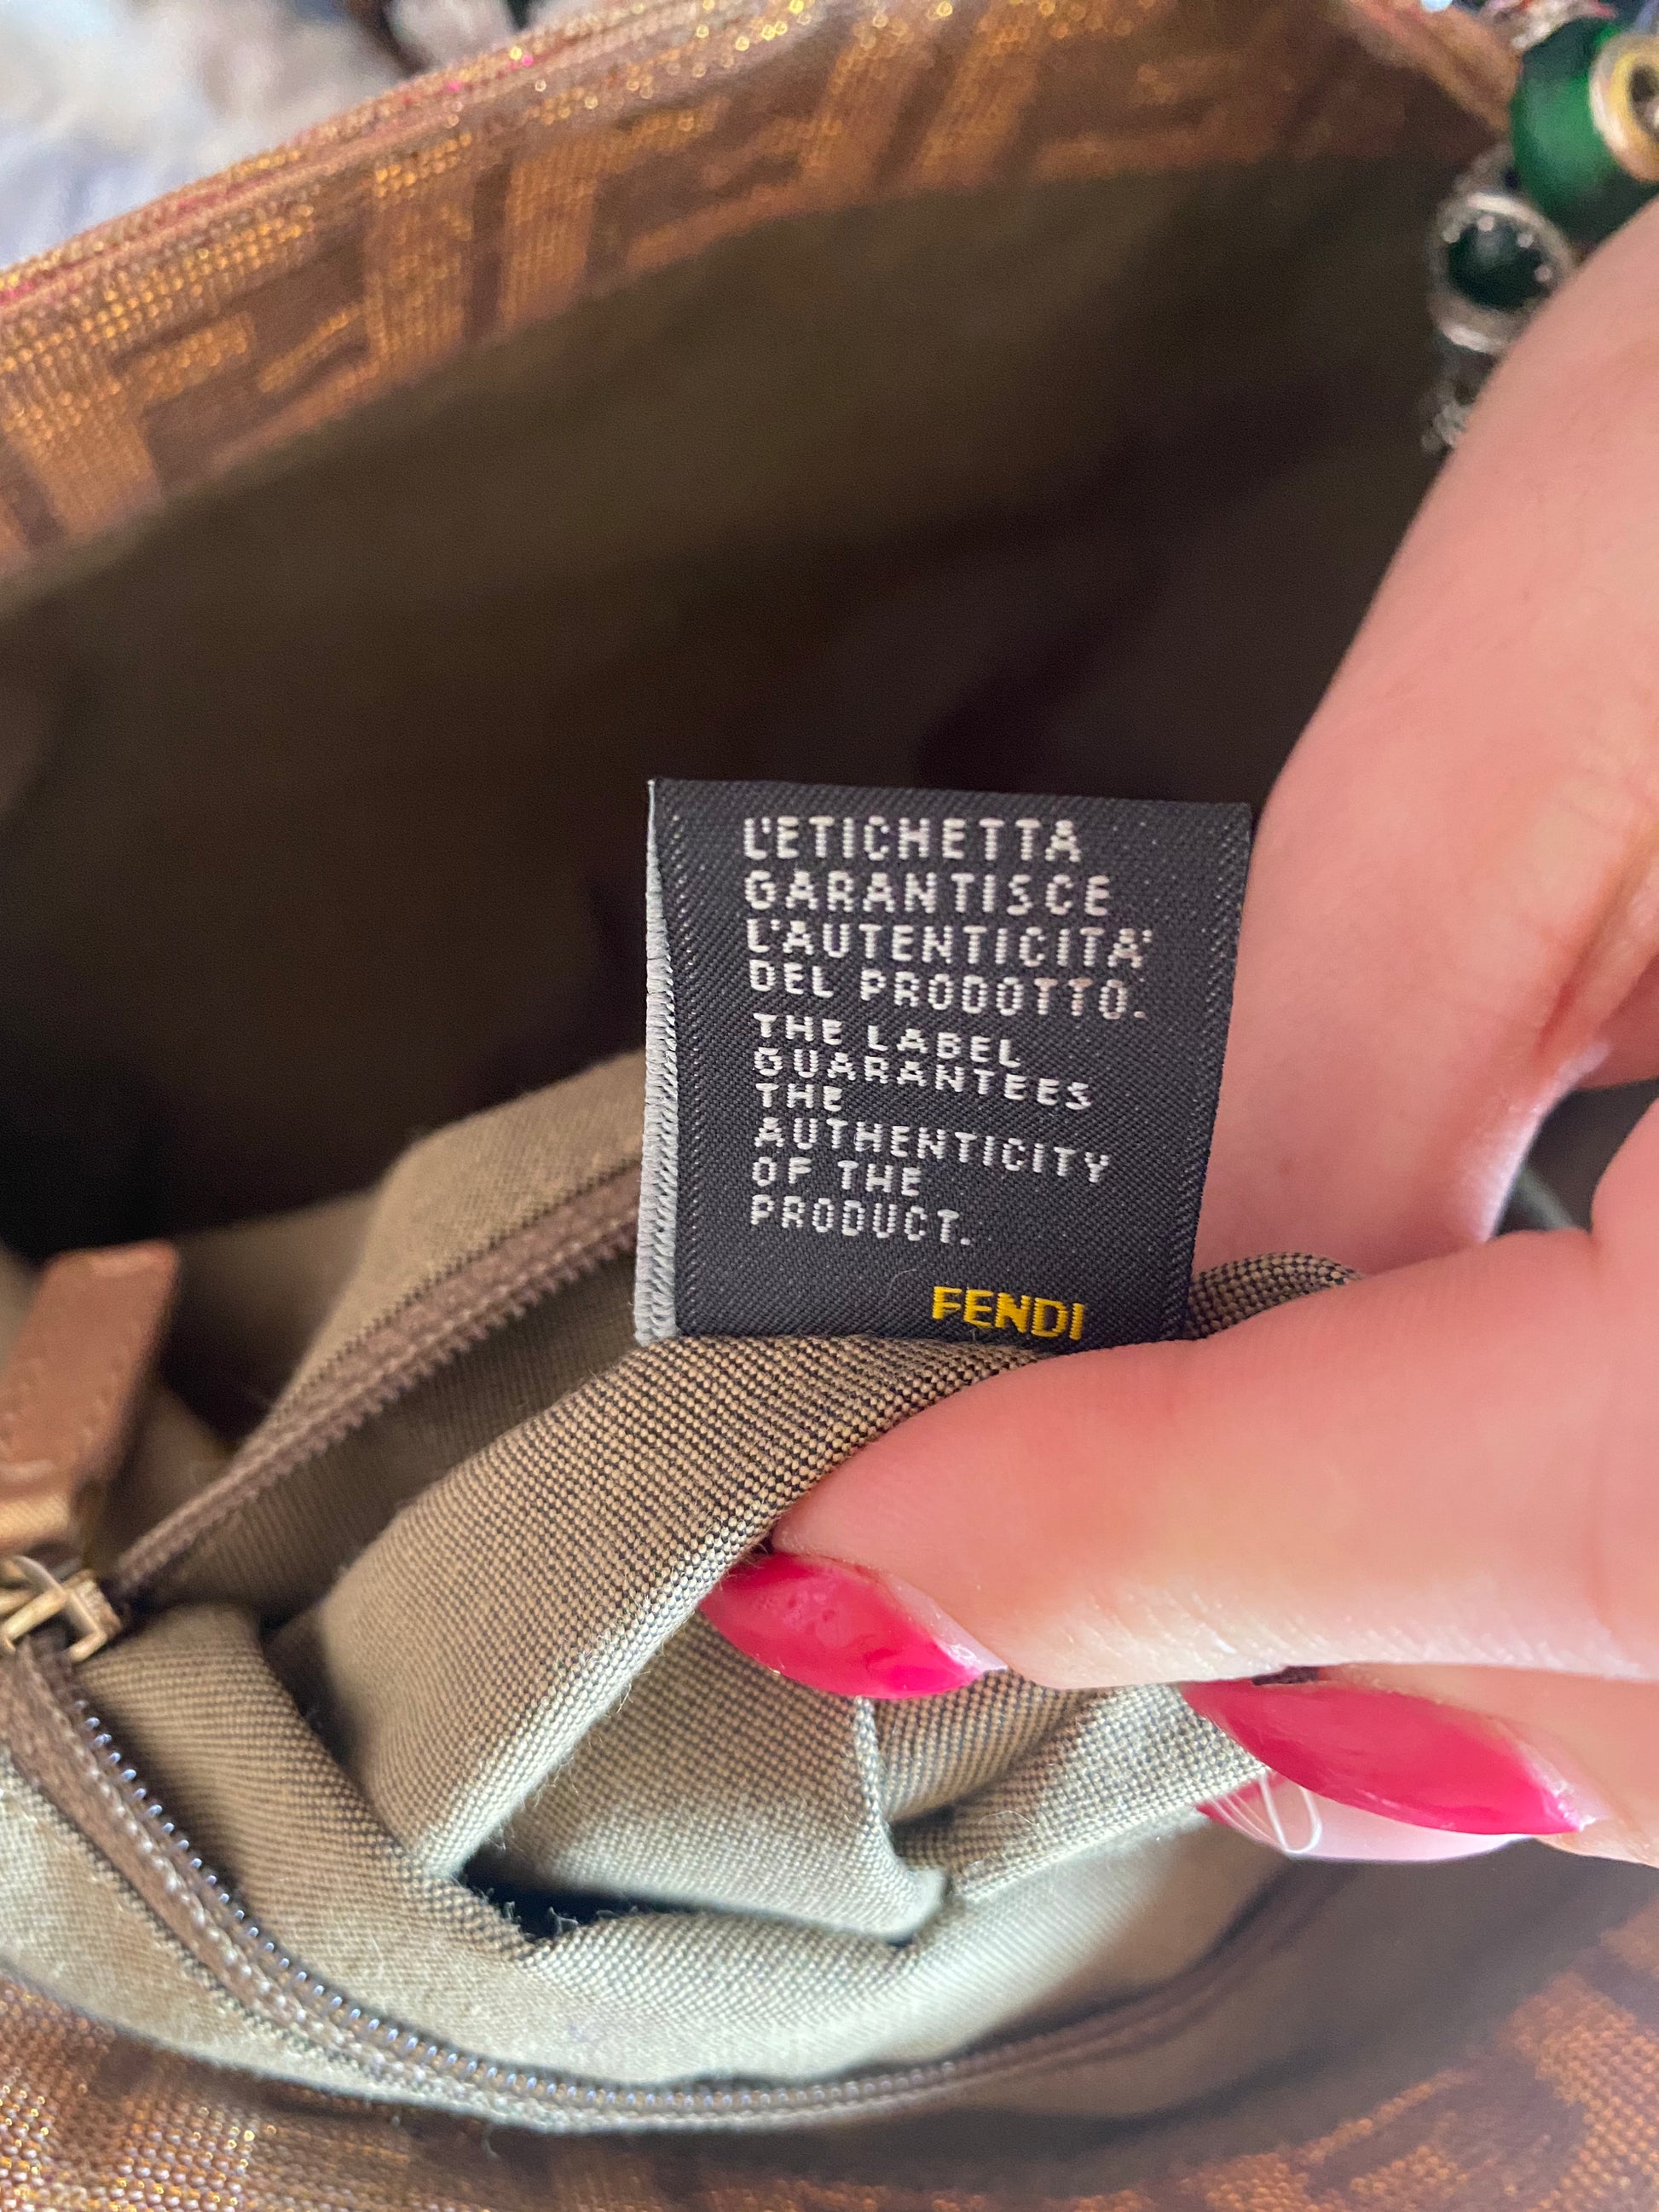 L'ETICHETTA
GARANTISCE
L'AUTENTICITA'
DEL PRODOTTO.
THE LABEL
GUARANTEES
THE
AUTHENTICITY
OF THE
PRODUCT.
FENDI